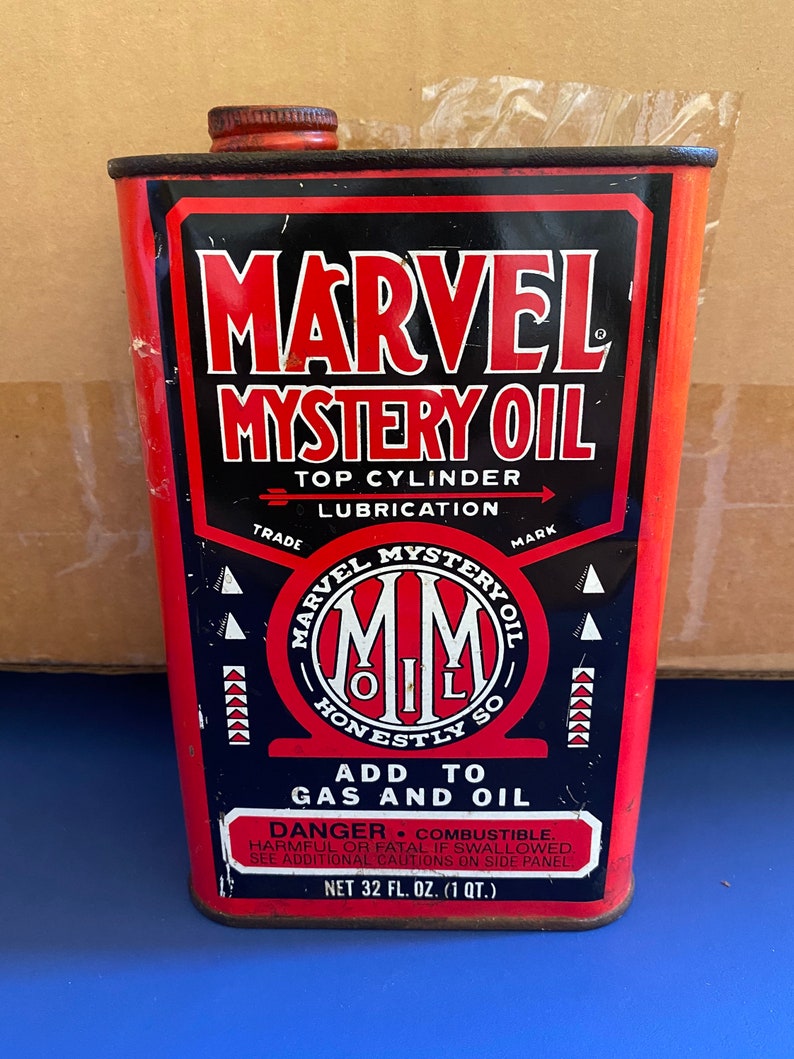 MARVEL ®
MYSTERY OIL
TOP CYLINDER
LUBRICATION
TRADE MARK
MARVEL MYSTERY OIL
MM
OIL
HONESTLY SO
ADD TO
GAS AND OIL
DANGER • COMBUSTIBLE.
HARMFUL OR FATAL IF SWALLOWED.
SEE ADDITIONAL CAUTIONS ON SIDE PANEL.
NET 32 FL. OZ. (1 QT.)